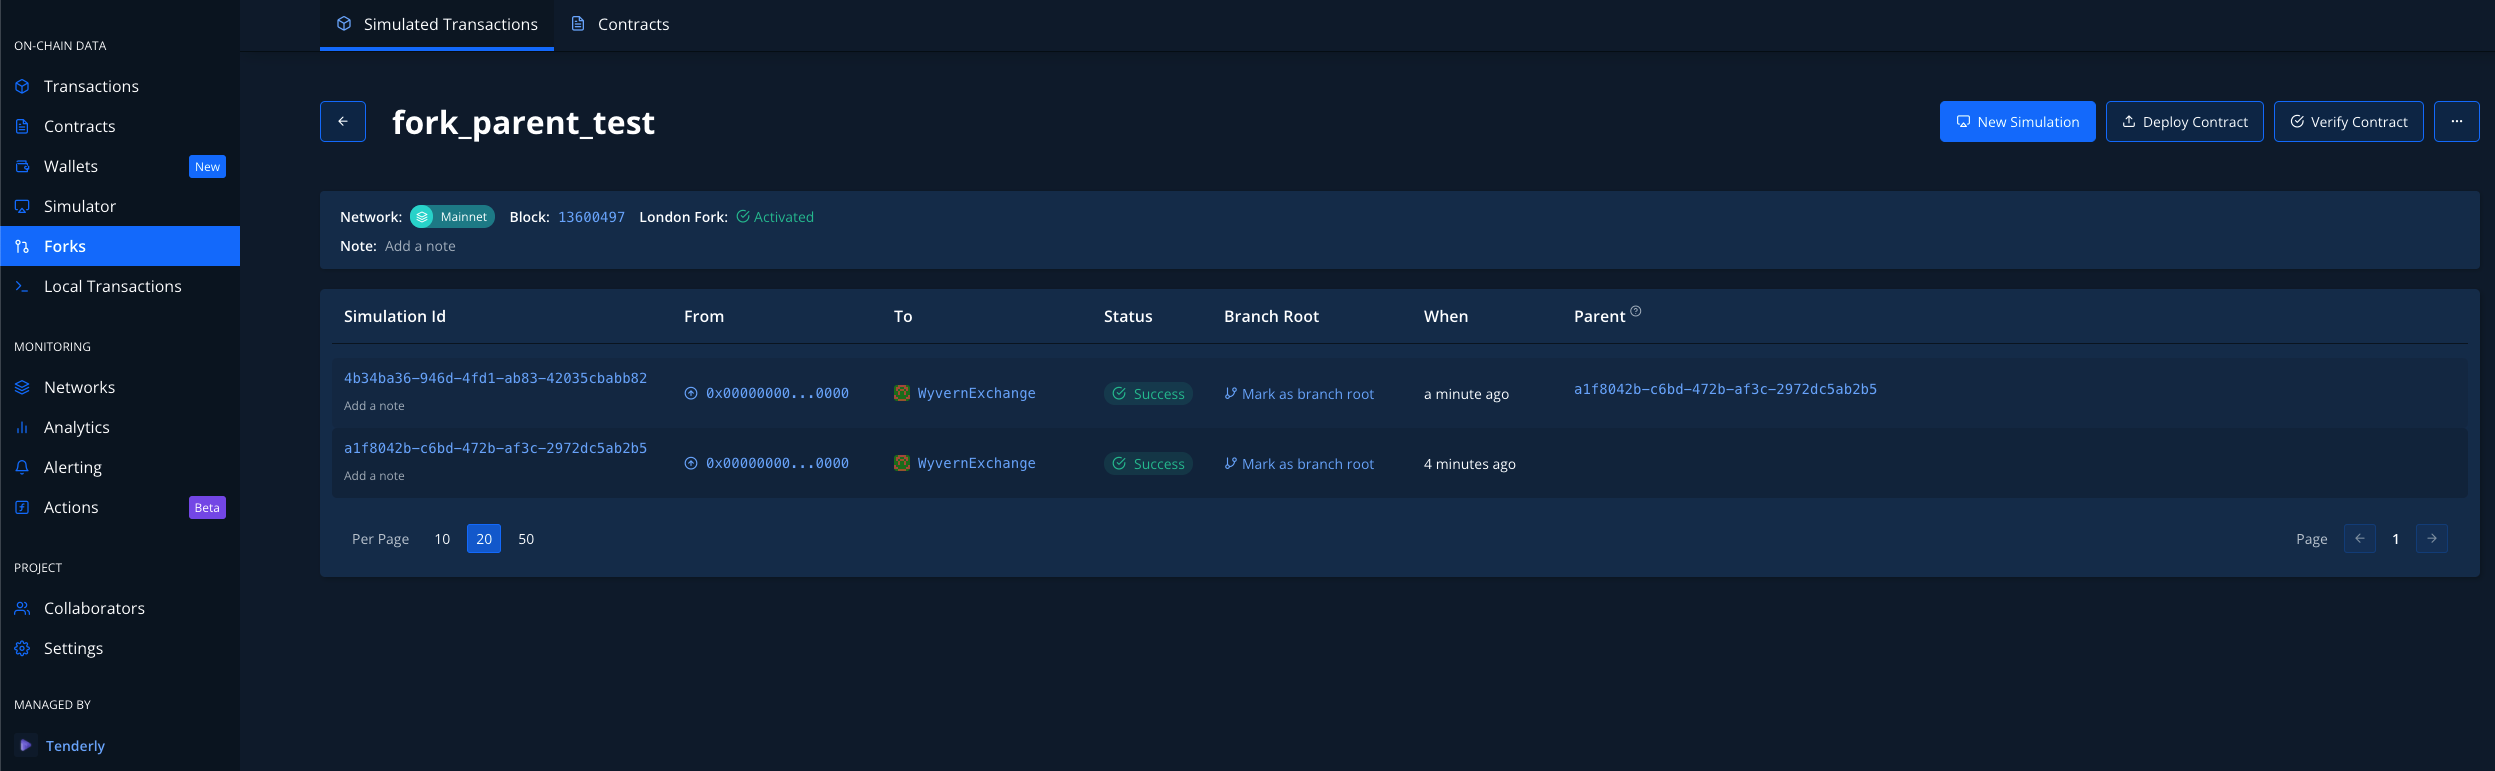 Simulated Transactions
Contracts
ON-CHAIN DATA
Transactions
Contracts
Wallets New
Simulator
Forks
Local Transactions
MONITORING
Networks
Analytics
Alerting
Actions Beta
PROJECT
Collaborators
Settings
MANAGED BY
Tenderly
fork_parent_test
New Simulation
Deploy Contract
Verify Contract
Network: Mainnet Block: 13600497 London Fork: Activated
Note: Add a note
Simulation Id From To Status Branch Root When Parent
4b34ba36-946d-4fd1-ab83-42035cbabb82
Add a note
0x00000000...0000 WyvernExchange Success Mark as branch root a minute ago a1f8042b-c6bd-472b-af3c-2972dc5ab2b5
a1f8042b-c6bd-472b-af3c-2972dc5ab2b5
Add a note
0x00000000...0000 WyvernExchange Success Mark as branch root 4 minutes ago
Per Page 10 20 50
Page 1